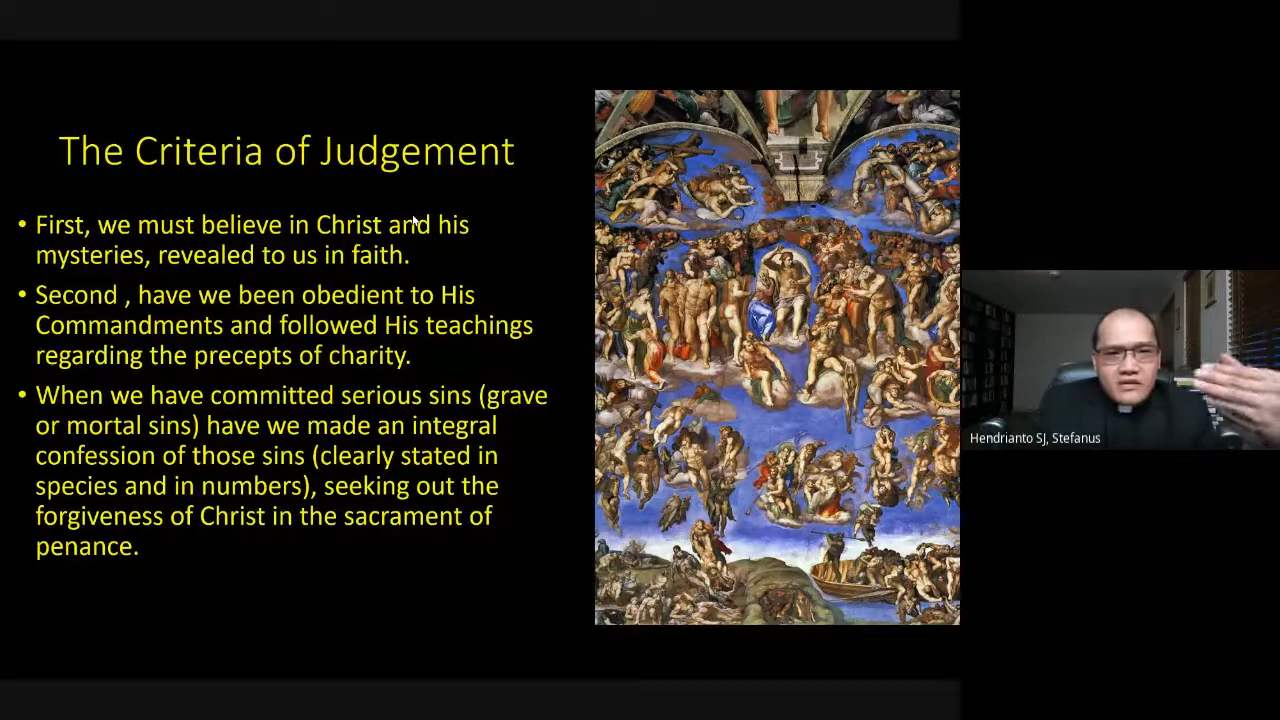 The Criteria of Judgement
• First, we must believe in Christ and his
mysteries, revealed to us in faith.
• Second , have we been obedient to His
Commandments and followed His teachings
regarding the precepts of charity.
• When we have committed serious sins (grave
or mortal sins) have we made an integral
confession of those sins (clearly stated in
species and in numbers), seeking out the
forgiveness of Christ in the sacrament of
penance.
Hendrianto SJ, Stefanus